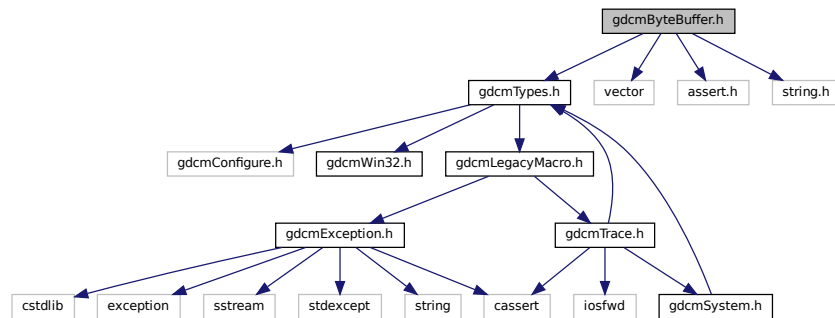 gdcmByteBuffer.h
gdcmTypes.h
vector
assert.h
string.h
gdcmConfigure.h
gdcmWin32.h
gdcmLegacyMacro.h
gdcmException.h
gdcmTrace.h
cstdlib
exception
sstream
stdexcept
string
cassert
iosfwd
gdcmSystem.h